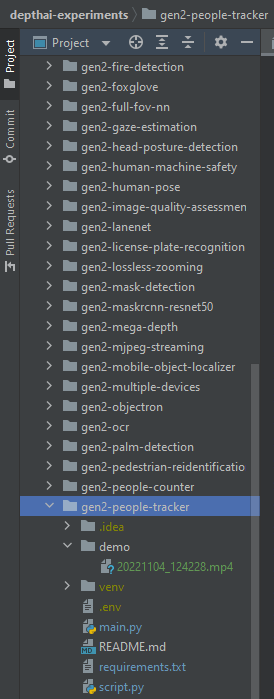 depthai-experiments gen2-people-tracker
Project
Project
Commit
Pull Requests
gen2-fire-detection
gen2-foxglove
gen2-full-fov-nn
gen2-gaze-estimation
gen2-head-posture-detection
gen2-human-machine-safety
gen2-human-pose
gen2-image-quality-assessmen
gen2-lanenet
gen2-license-plate-recognition
gen2-lossless-zooming
gen2-mask-detection
gen2-maskrcnn-resnet50
gen2-mega-depth
gen2-mjpeg-streaming
gen2-mobile-object-localizer
gen2-multiple-devices
gen2-objectron
gen2-ocr
gen2-palm-detection
gen2-pedestrian-reidentificatio
gen2-people-counter
gen2-people-tracker
.idea
demo
20221104_124228.mp4
venv
.env
main.py
README.md
requirements.txt
script.py